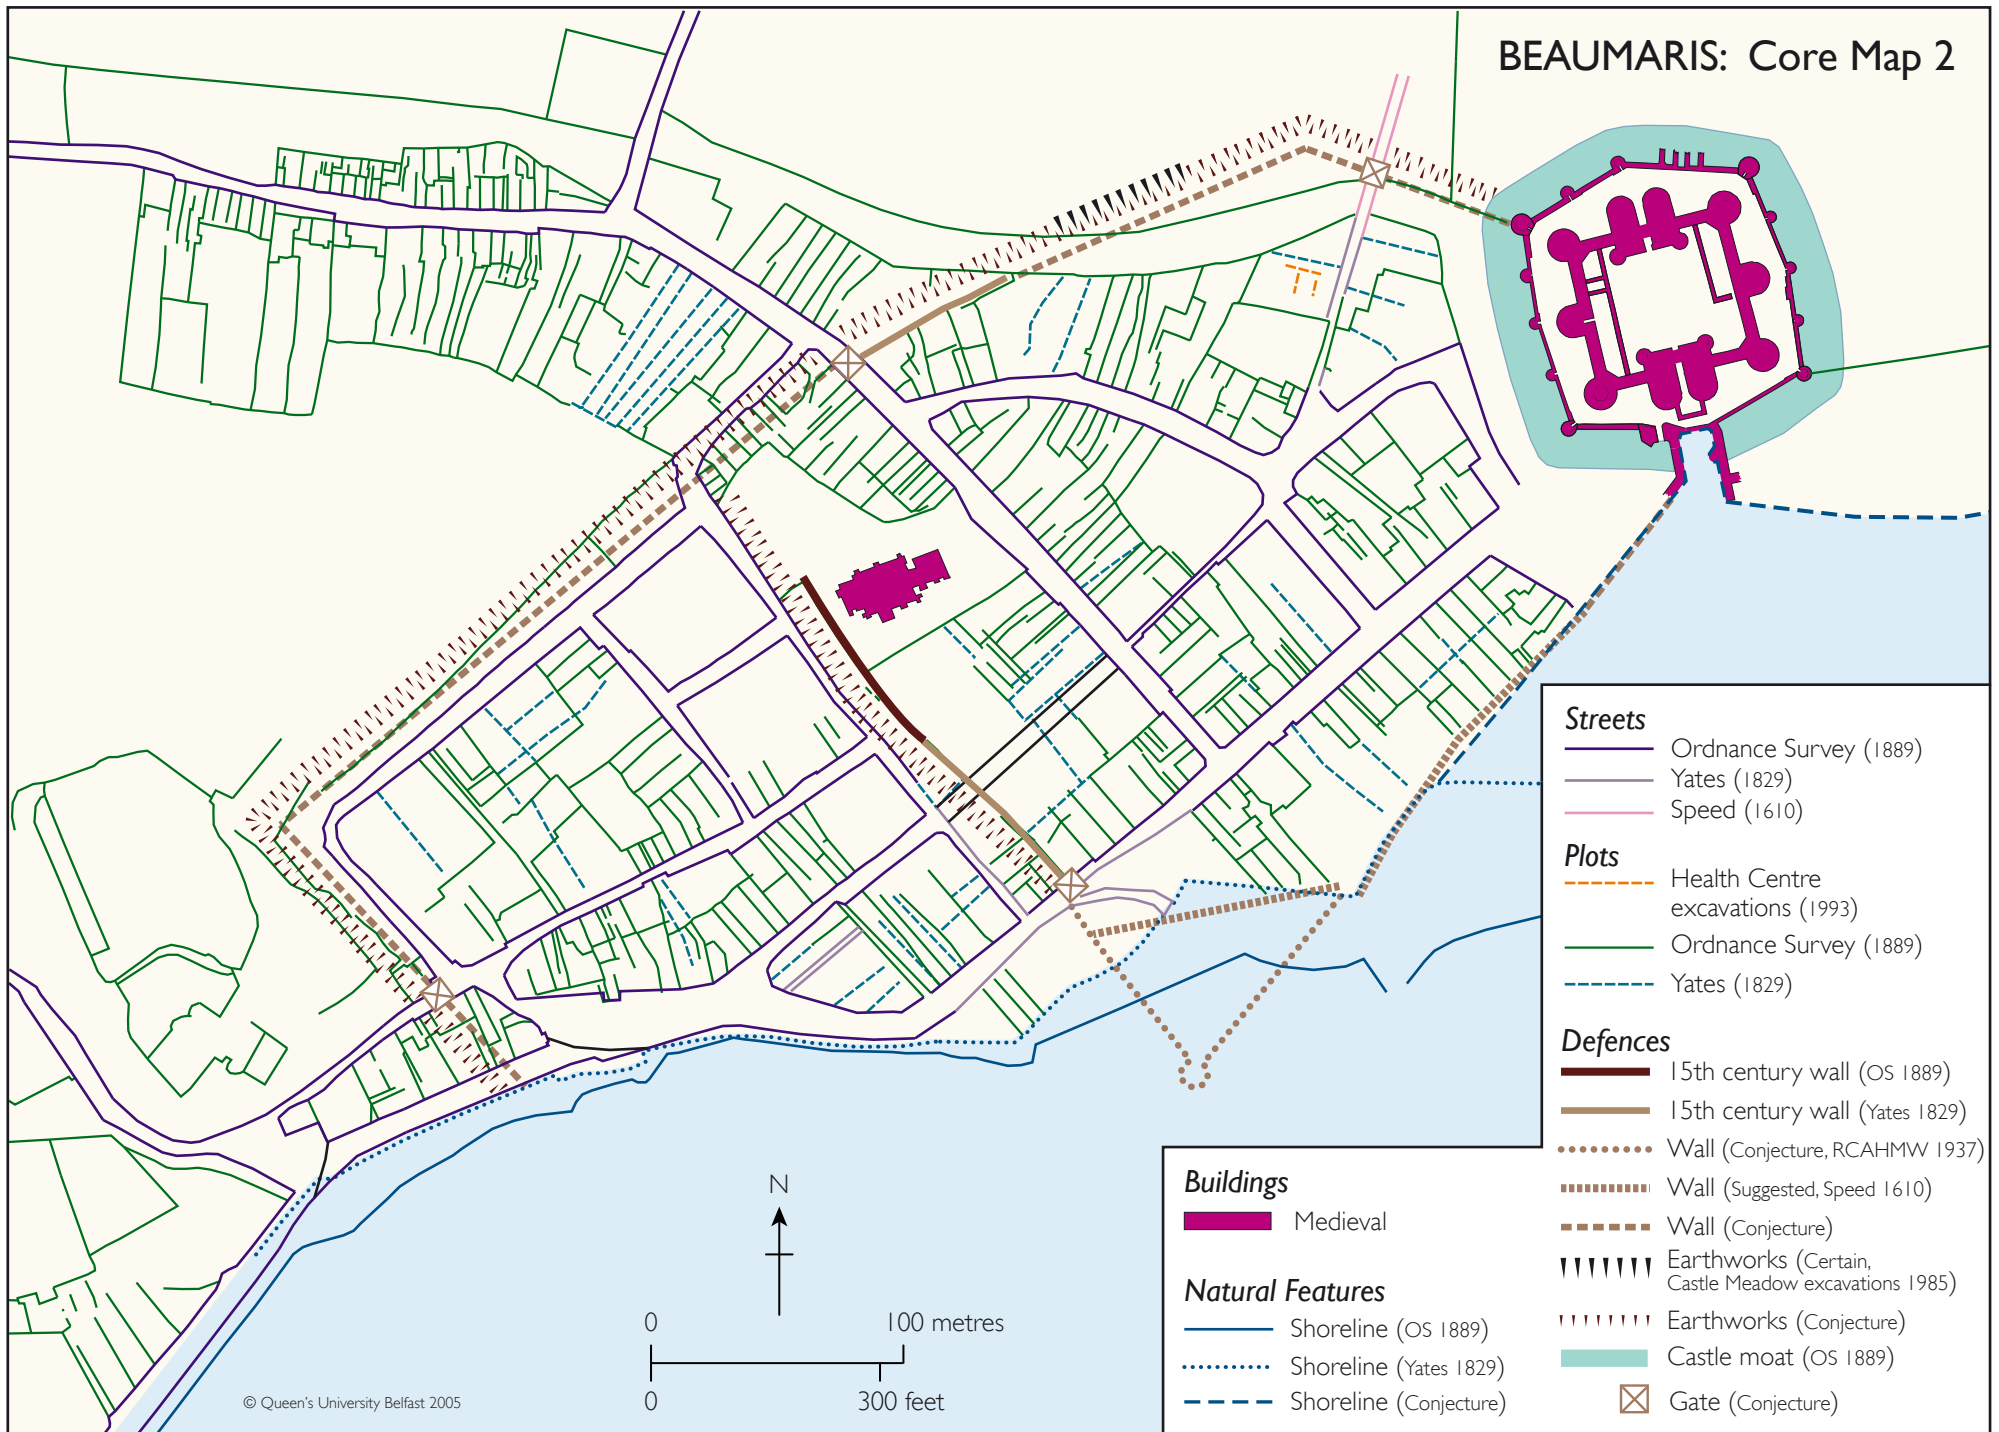 BEAUMARIS: Core Map 2
Streets
Ordnance Survey (1889)
Yates (1829)
Speed (1610)
Plots
Health Centre
excavations (1993)
Ordnance Survey (1889)
Yates (1829)
Defences
15th century wall (OS 1889)
15th century wall (Yates 1829)
Wall (Conjecture, RCAHMW 1937)
Wall (Suggested, Speed 1610)
Wall (Conjecture)
Earthworks (Certain,
Castle Meadow excavations 1985)
Earthworks (Conjecture)
Castle moat (OS 1889)
Gate (Conjecture)
Buildings
Medieval
Natural Features
Shoreline (OS 1889)
Shoreline (Yates 1829)
Shoreline (Conjecture)
N
0 100 metres
0 300 feet
© Queen's University Belfast 2005